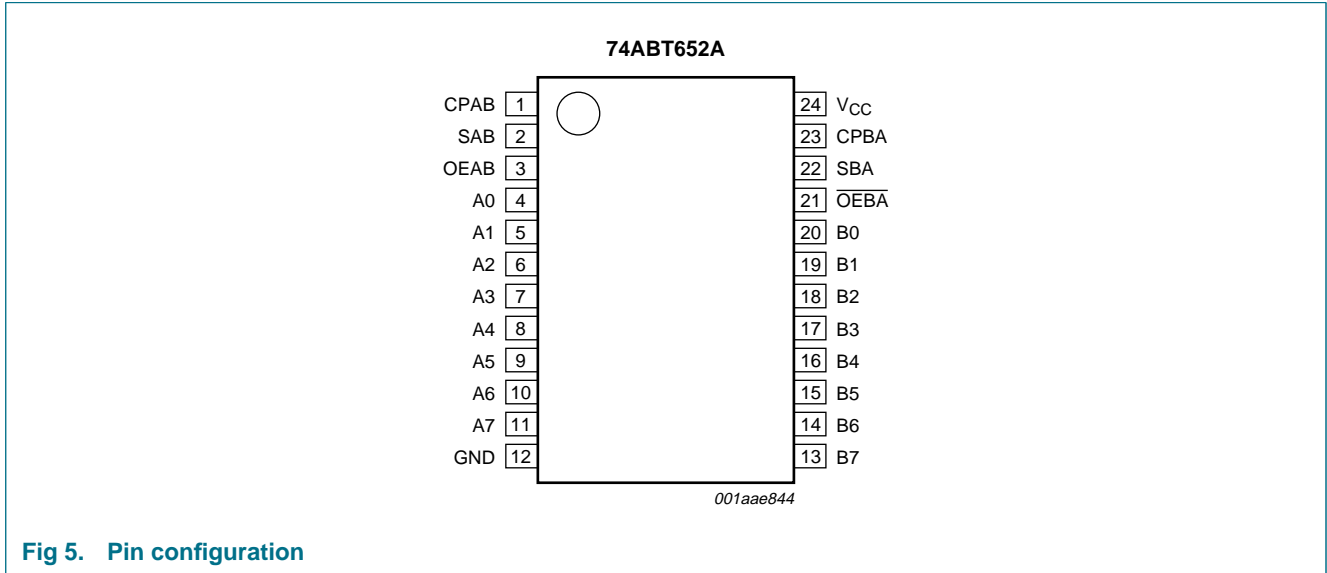 74ABT652A
CPAB 1 24 VCC
SAB 2 23 CPBA
OEAB 3 22 SBA
A0 4 21 O̅E̅B̅A̅
A1 5 20 B0
A2 6 19 B1
A3 7 18 B2
A4 8 17 B3
A5 9 16 B4
A6 10 15 B5
A7 11 14 B6
GND 12 13 B7
001aae844
Fig 5. Pin configuration